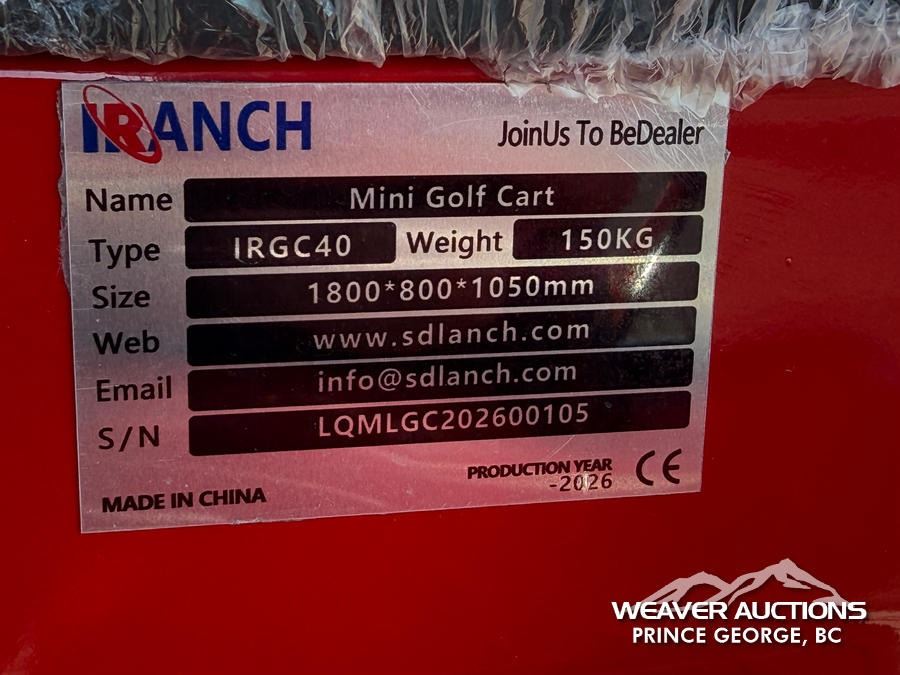 IRANCH
JoinUs To BeDealer
Name Mini Golf Cart
Type IRGC40 Weight 150KG
Size 1800*800*1050mm
Web www.sdlanch.com
Email info@sdlanch.com
S/N LQMLGC202600105
PRODUCTION YEAR
-2026
CE
MADE IN CHINA
WEAVER AUCTIONS
PRINCE GEORGE, BC